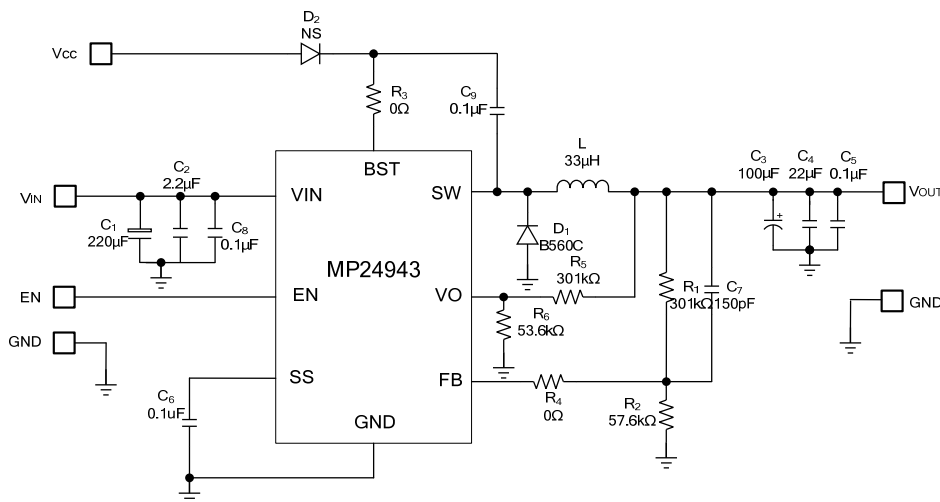 D2
NS
Vcc
R3
0Ω
C9
0.1µF
L
33µH
C3
100µF
C4
22µF
C5
0.1µF
C2
2.2µF
BST
VIN
VIN
SW
VOUT
C1
220µF
C8
0.1µF
D1
B560C
MP24943
R5
301kΩ
EN
EN
VO
R1
301kΩ
C7
150pF
GND
R6
53.6kΩ
GND
SS
FB
C6
0.1uF
R4
0Ω
R2
57.6kΩ
GND